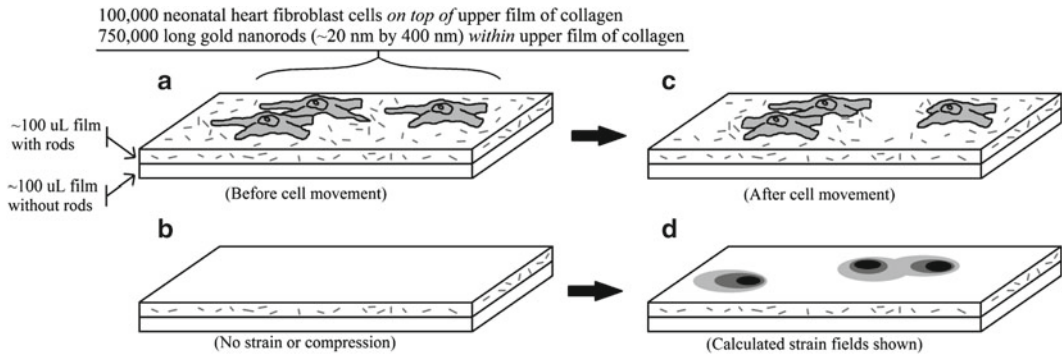 100,000 neonatal heart fibroblast cells on top of upper film of collagen
750,000 long gold nanorods (~20 nm by 400 nm) within upper film of collagen
a
c
~100 uL film
with rods
~100 uL film
without rods
(Before cell movement)
(After cell movement)
b
d
(No strain or compression)
(Calculated strain fields shown)